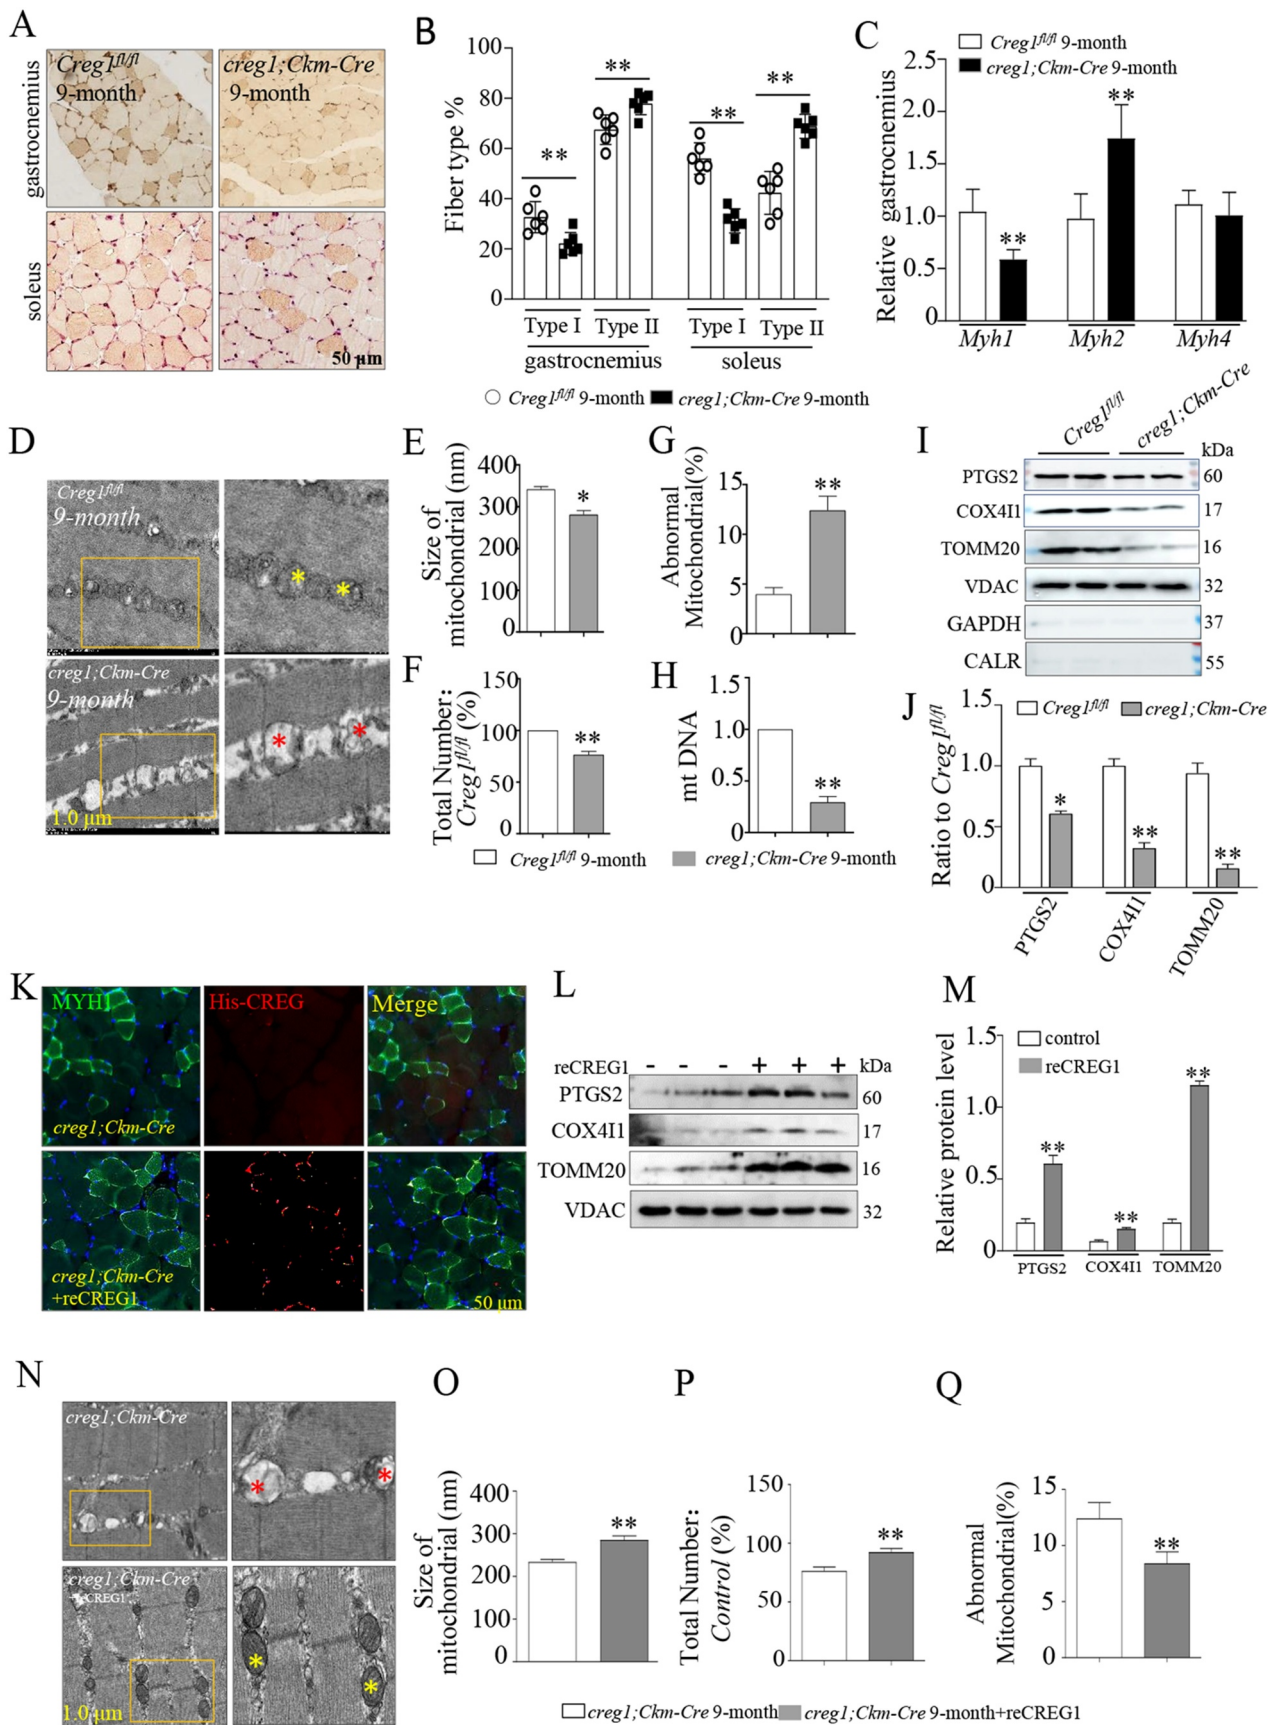 A
Creg1fl/fl
9-month
creg1;Ckm-Cre
9-month
gastrocnemius
soleus
50 μm
B
Fiber type %
100
80
60
40
20
0
**
**
**
**
Type I
Type II
Type I
Type II
gastrocnemius
soleus
Creg1fl/fl 9-month
creg1;Ckm-Cre 9-month
C
Creg1fl/fl 9-month
creg1;Ckm-Cre 9-month
Relative gastrocnemius
2.5
2.0
1.5
1.0
0.5
0
**
**
Myh1
Myh2
Myh4
D
Creg1fl/fl
9-month
* *
creg1;Ckm-Cre
9-month
* *
1.0 μm
E
Size of
mitochondrial (nm)
400
300
200
100
0
*
F
Total Number:
Creg1fl/fl (%)
150
100
50
0
**
G
Abnormal
Mitochondrial(%)
15
10
5
0
**
H
mt DNA
1.5
1.0
0.5
0
**
Creg1fl/fl 9-month
creg1;Ckm-Cre 9-month
I
Creg1fl/fl
creg1;Ckm-Cre
kDa
PTGS2 60
COX4I1 17
TOMM20 16
VDAC 32
GAPDH 37
CALR 55
J
Creg1fl/fl
creg1;Ckm-Cre
Ratio to Creg1fl/fl
1.5
1.0
0.5
0
*
**
**
PTGS2
COX4I1
TOMM20
K
MYH1
His-CREG
Merge
creg1;Ckm-Cre
creg1;Ckm-Cre
+reCREG1
50 μm
L
reCREG1 - - - + + + kDa
PTGS2 60
COX4I1 17
TOMM20 16
VDAC 32
M
control
reCREG1
Relative protein level
1.5
1.0
0.5
0
**
**
**
PTGS2
COX4I1
TOMM20
N
creg1;Ckm-Cre
* *
creg1;Ckm-Cre
+reCREG1
* *
1.0 μm
O
Size of
mitochondrial (nm)
400
300
200
100
0
**
P
Total Number:
Control (%)
150
100
50
0
**
Q
Abnormal
Mitochondrial(%)
15
10
5
0
**
creg1;Ckm-Cre 9-month
creg1;Ckm-Cre 9-month+reCREG1